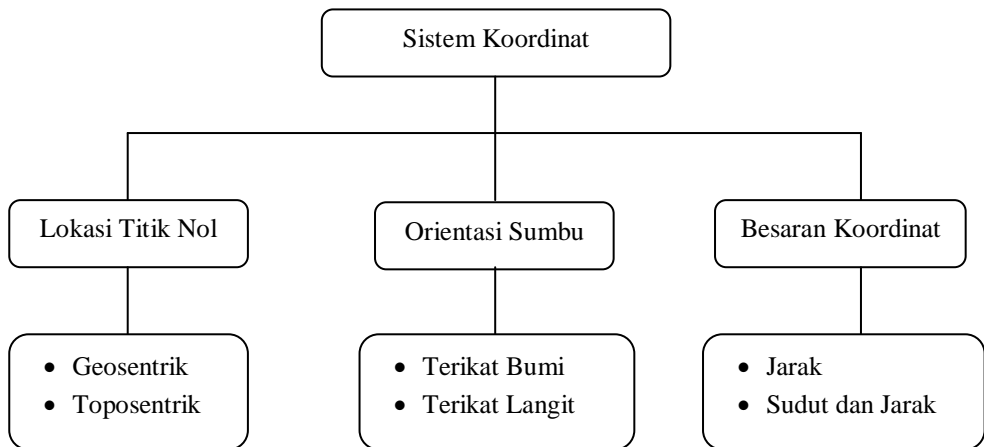 Sistem Koordinat
Lokasi Titik Nol
Orientasi Sumbu
Besaran Koordinat
• Geosentrik
• Toposentrik
• Terikat Bumi
• Terikat Langit
• Jarak
• Sudut dan Jarak